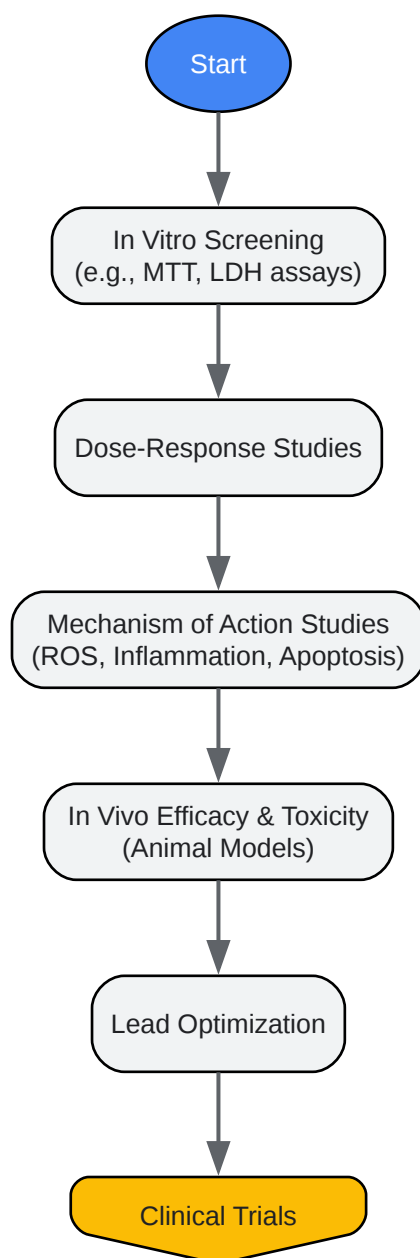 Start
In Vitro Screening
(e.g., MTT, LDH assays)
Dose-Response Studies
Mechanism of Action Studies
(ROS, Inflammation, Apoptosis)
In Vivo Efficacy & Toxicity
(Animal Models)
Lead Optimization
Clinical Trials